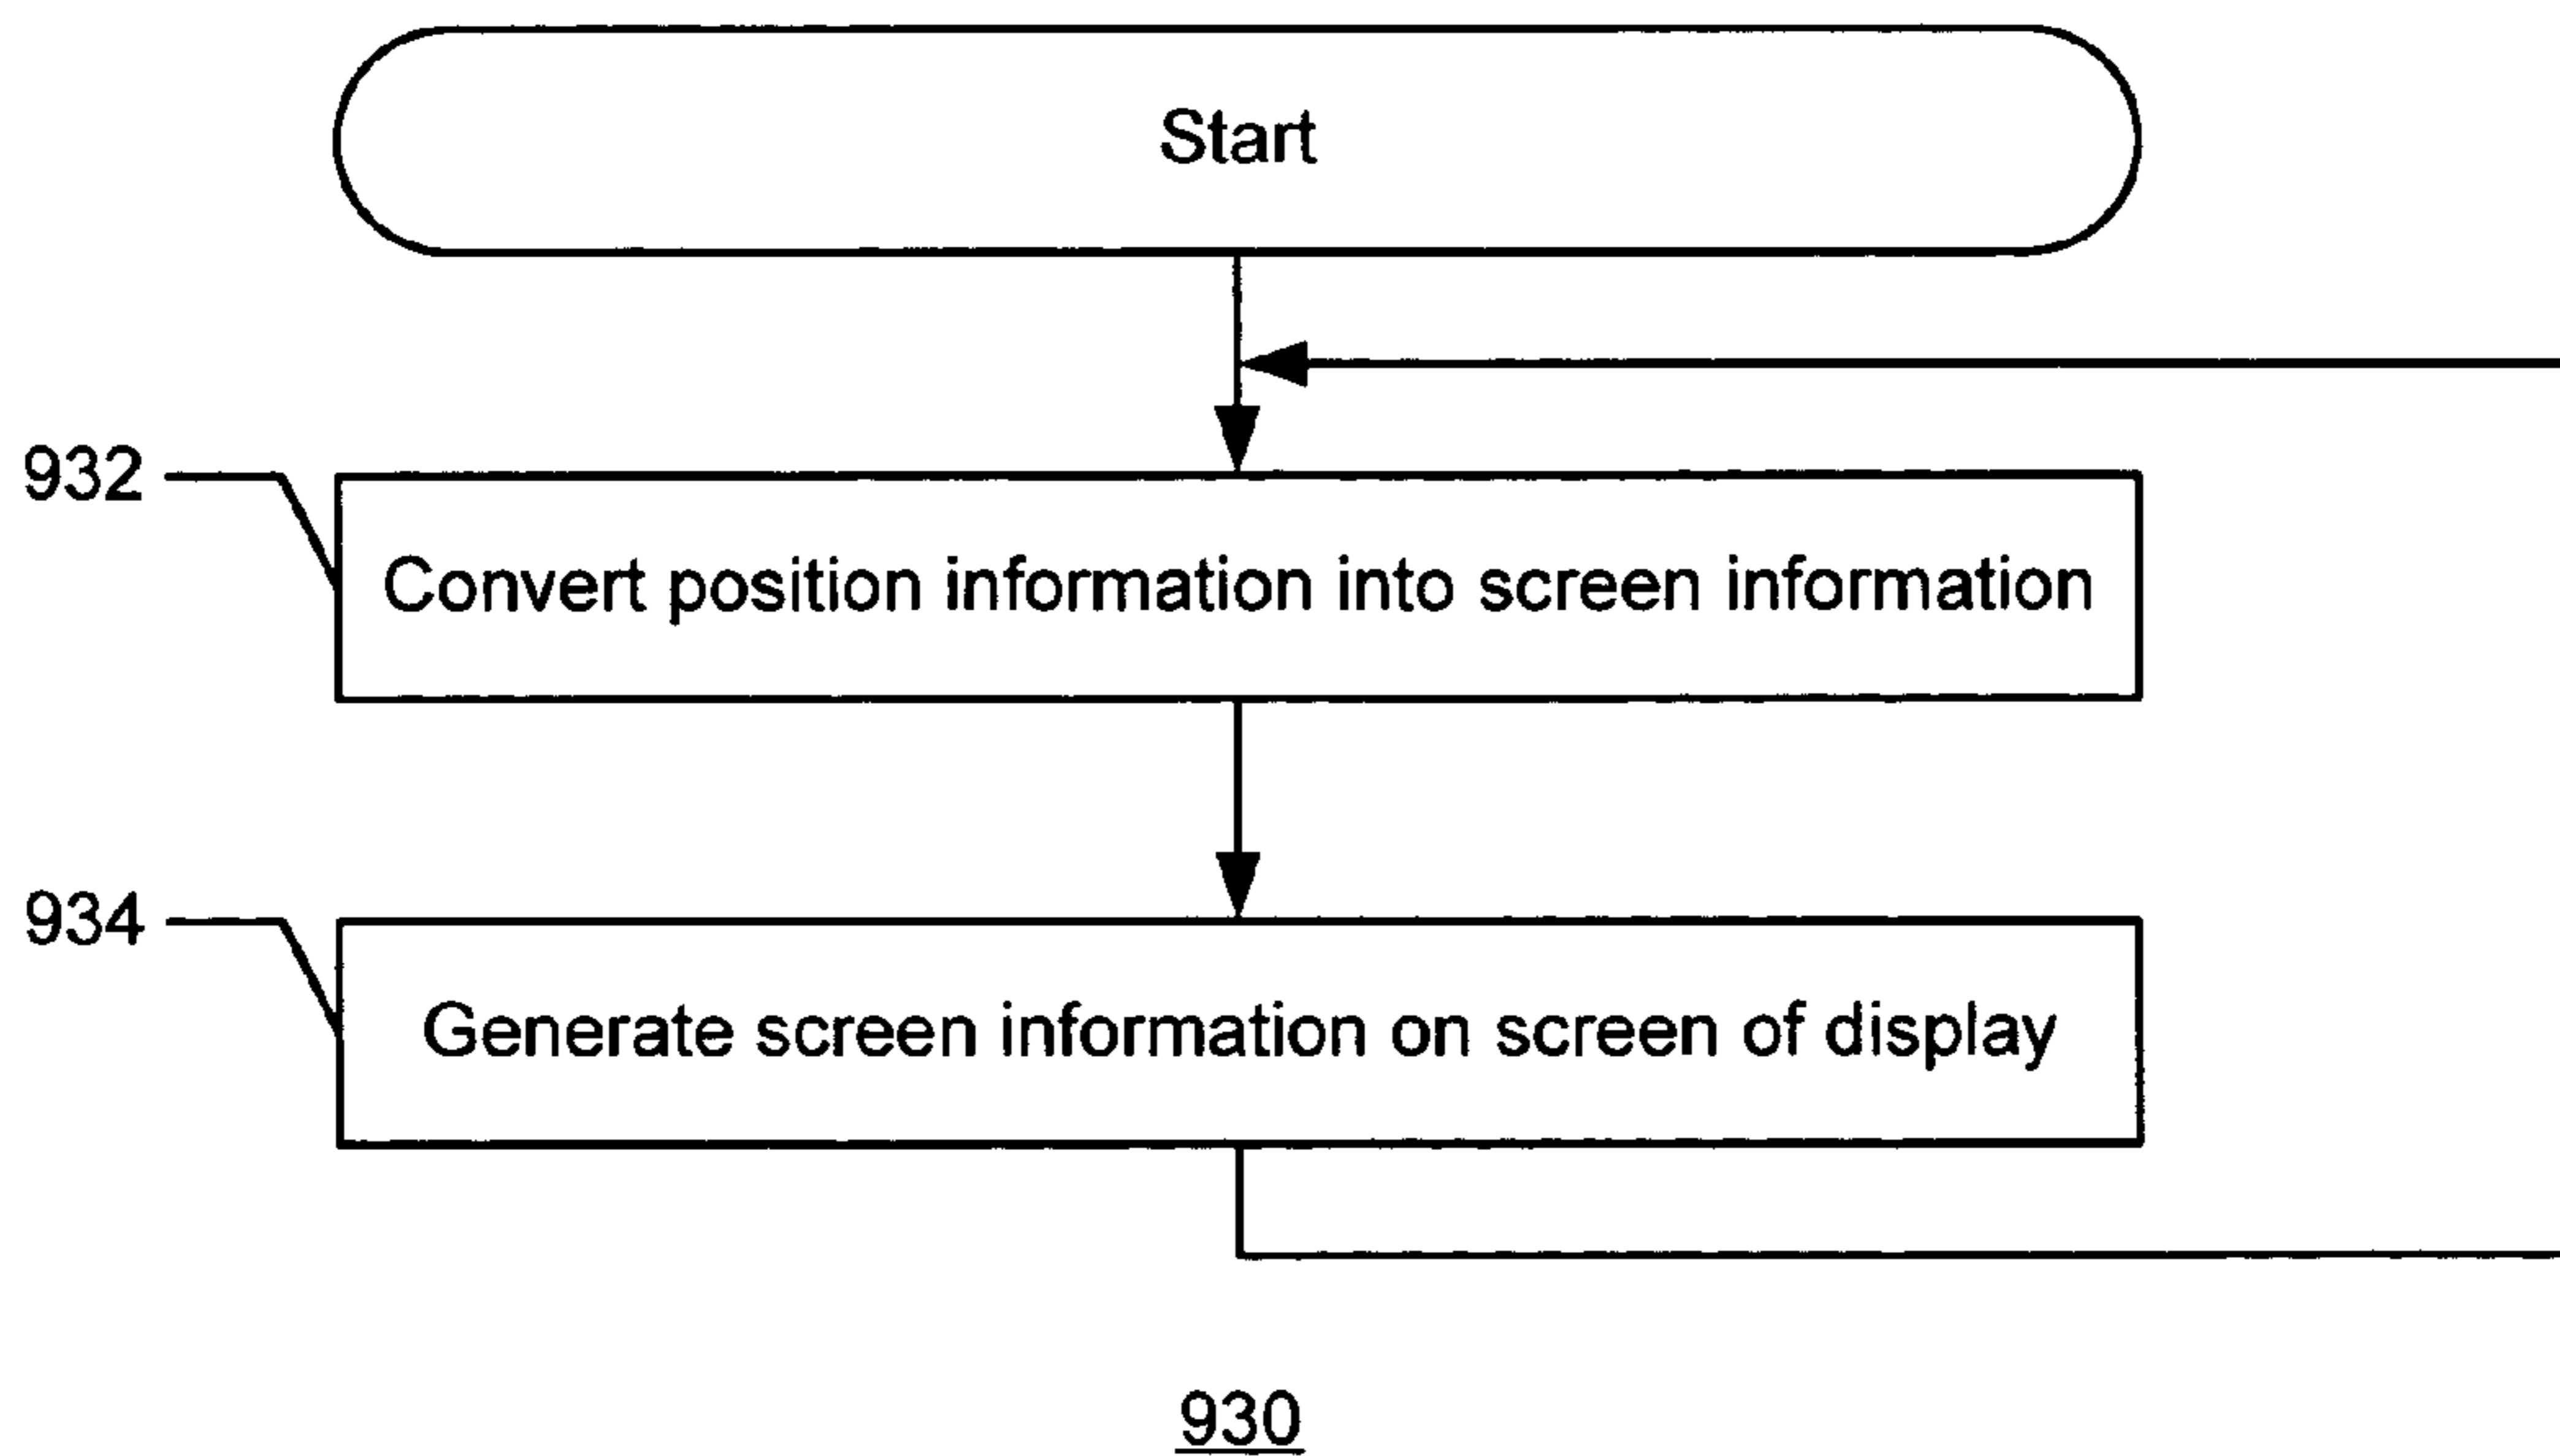 Start
932
Convert position information into screen information
934
Generate screen information on screen of display
930